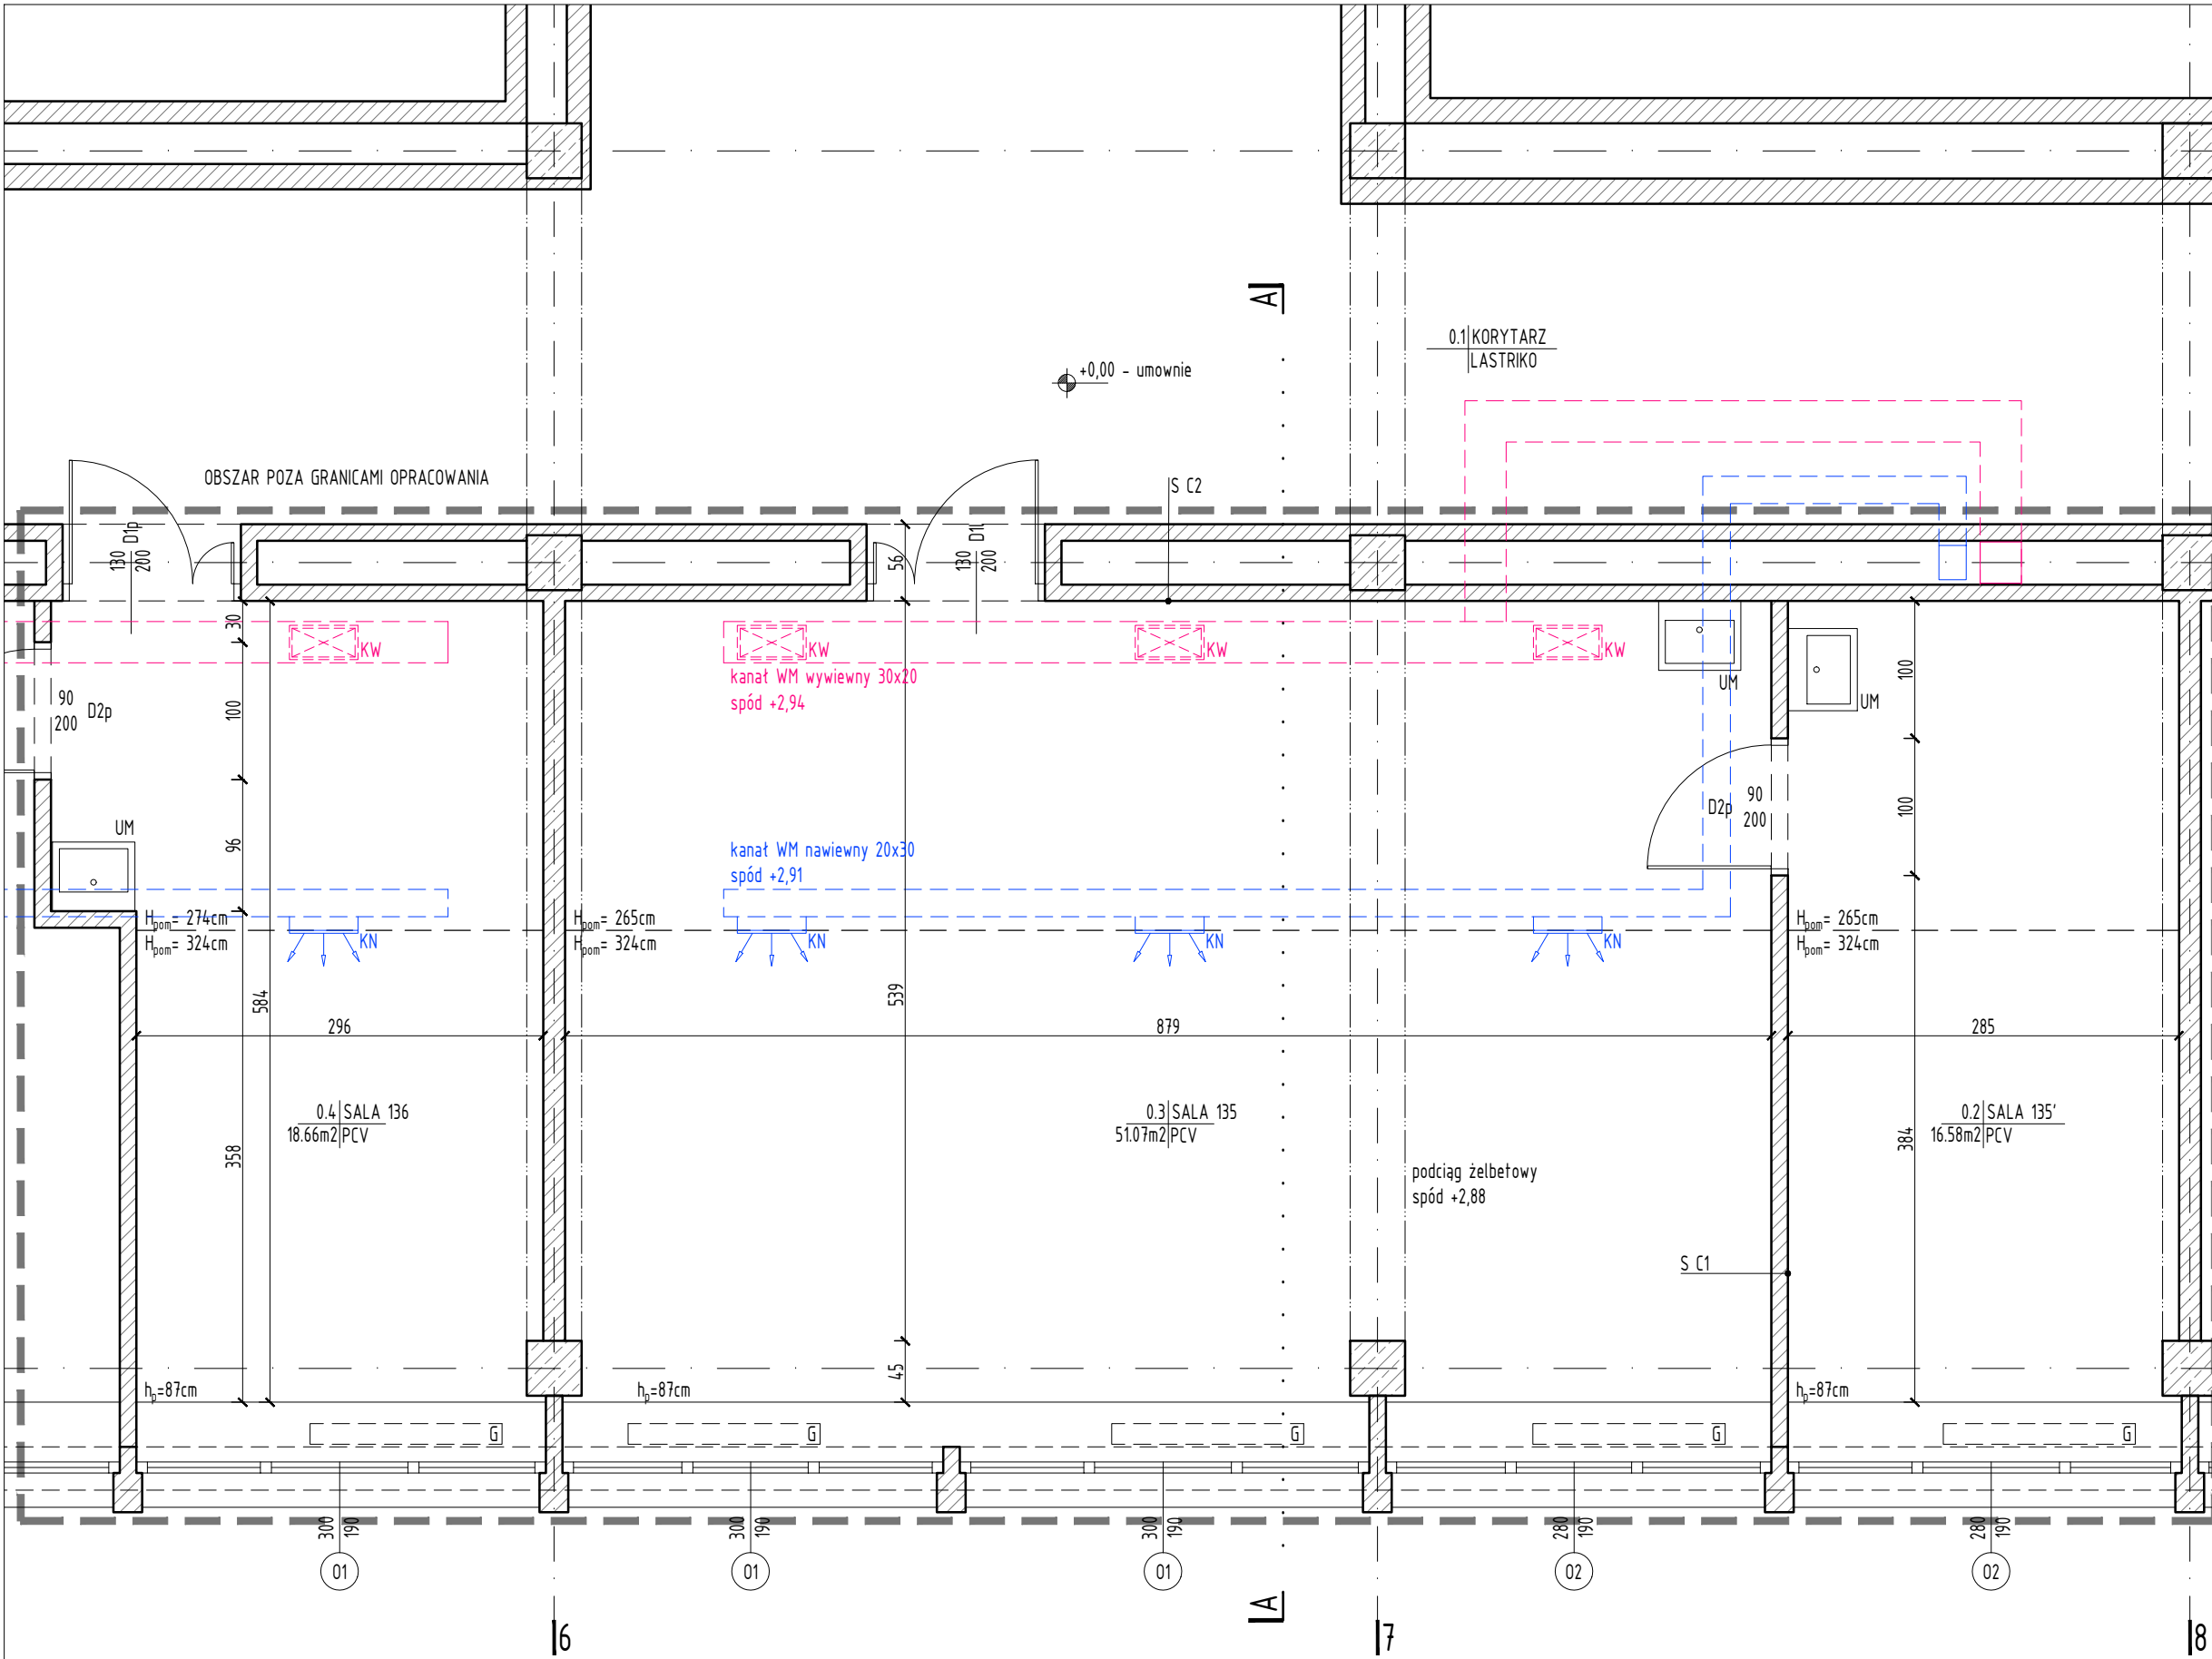 A
0.1 KORYTARZ
LASTRIKO
+0,00 - umownie
OBSZAR POZA GRANICAMI OPRACOWANIA
S C2
D1p
130
200
56
130
200
30
KW
KW
KW
KW
kanał WM wywiewny 30x20
spód +2,94
UM
UM
90
200
D2p
100
100
D2p
90
200
100
UM
96
kanał WM nawiewny 20x30
spód +2,91
Hpom= 274cm
Hpom= 324cm
Hpom= 265cm
Hpom= 324cm
Hpom= 265cm
Hpom= 324cm
KN
KN
KN
KN
584
539
296
879
285
0.4 SALA 136
18.66m2 PCV
0.3 SALA 135
51.07m2 PCV
0.2 SALA 135'
16.58m2 PCV
358
384
podciąg żelbetowy
spód +2,88
S C1
45
hp=87cm
hp=87cm
hp=87cm
G
G
G
G
G
300
190
300
190
300
190
280
190
280
190
O1
O1
O1
O2
O2
A
6
7
8